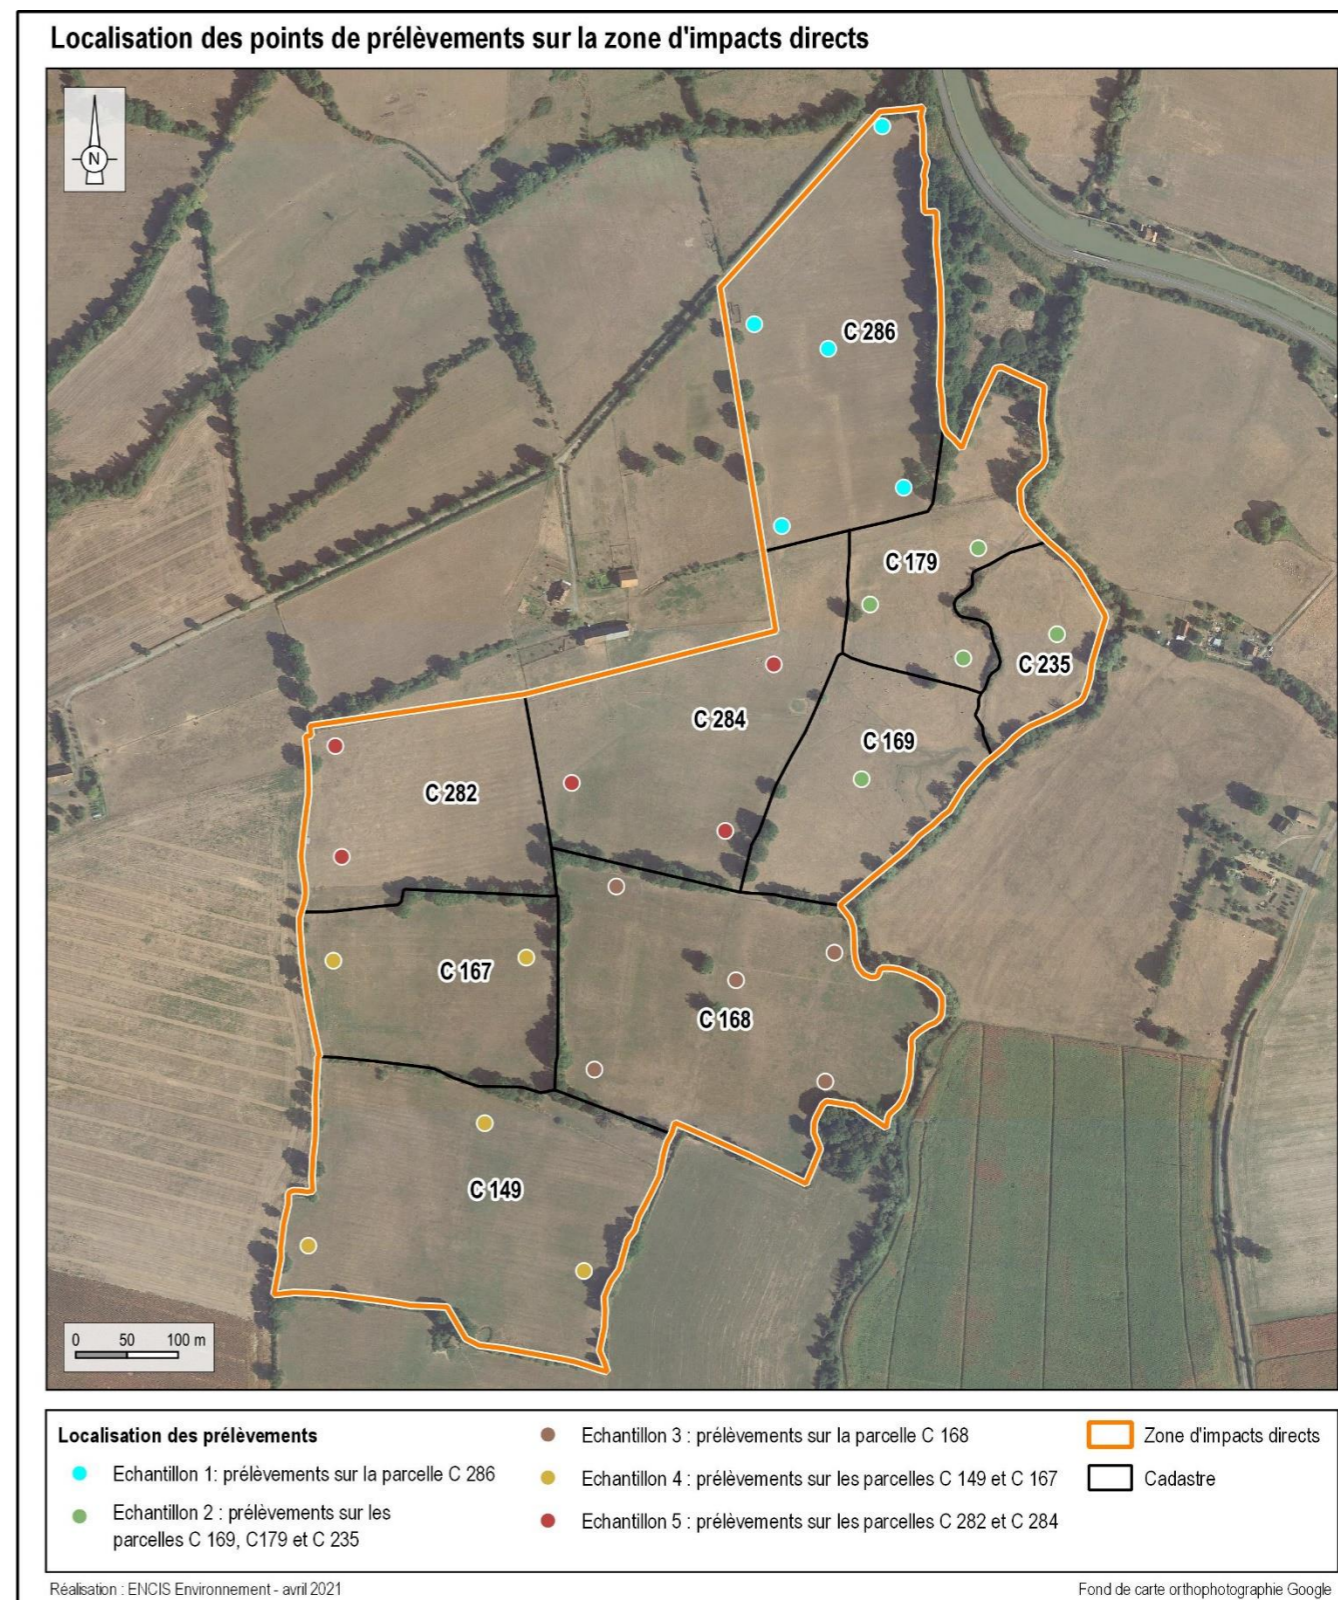 Localisation des points de prélèvements sur la zone d'impacts directs
N
C 286
C 179
C 235
C 284
C 169
C 282
C 167
C 168
C 149
0 50 100 m
Localisation des prélèvements
Echantillon 1: prélèvements sur la parcelle C 286
Echantillon 2 : prélèvements sur les
parcelles C 169, C179 et C 235
Echantillon 3 : prélèvements sur la parcelle C 168
Echantillon 4 : prélèvements sur les parcelles C 149 et C 167
Echantillon 5 : prélèvements sur les parcelles C 282 et C 284
Zone d'impacts directs
Cadastre
Réalisation : ENCIS Environnement - avril 2021
Fond de carte orthophotographie Google